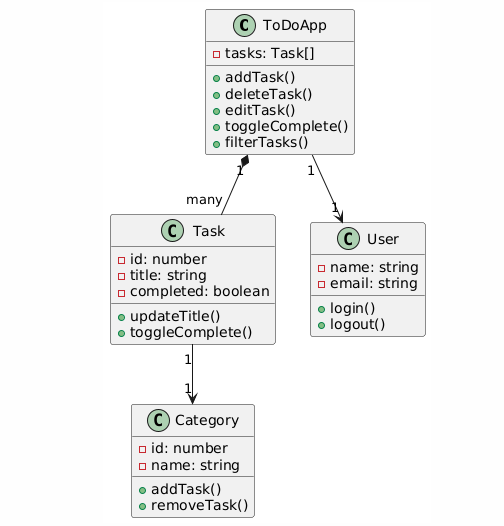 C ToDoApp
tasks: Task[]
addTask()
deleteTask()
editTask()
toggleComplete()
filterTasks()
1
1
many
1
C Task
id: number
title: string
completed: boolean
updateTitle()
toggleComplete()
C User
name: string
email: string
login()
logout()
1
1
C Category
id: number
name: string
addTask()
removeTask()